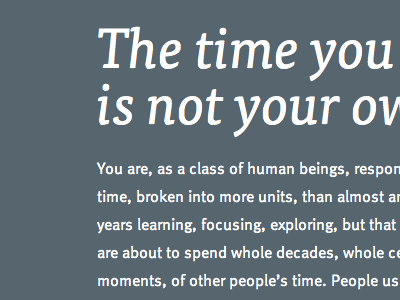 The time you
is not your ow
You are, as a class of human beings, respon
time, broken into more units, than almost an
years learning, focusing, exploring, but that
are about to spend whole decades, whole ce
moments, of other people’s time. People us